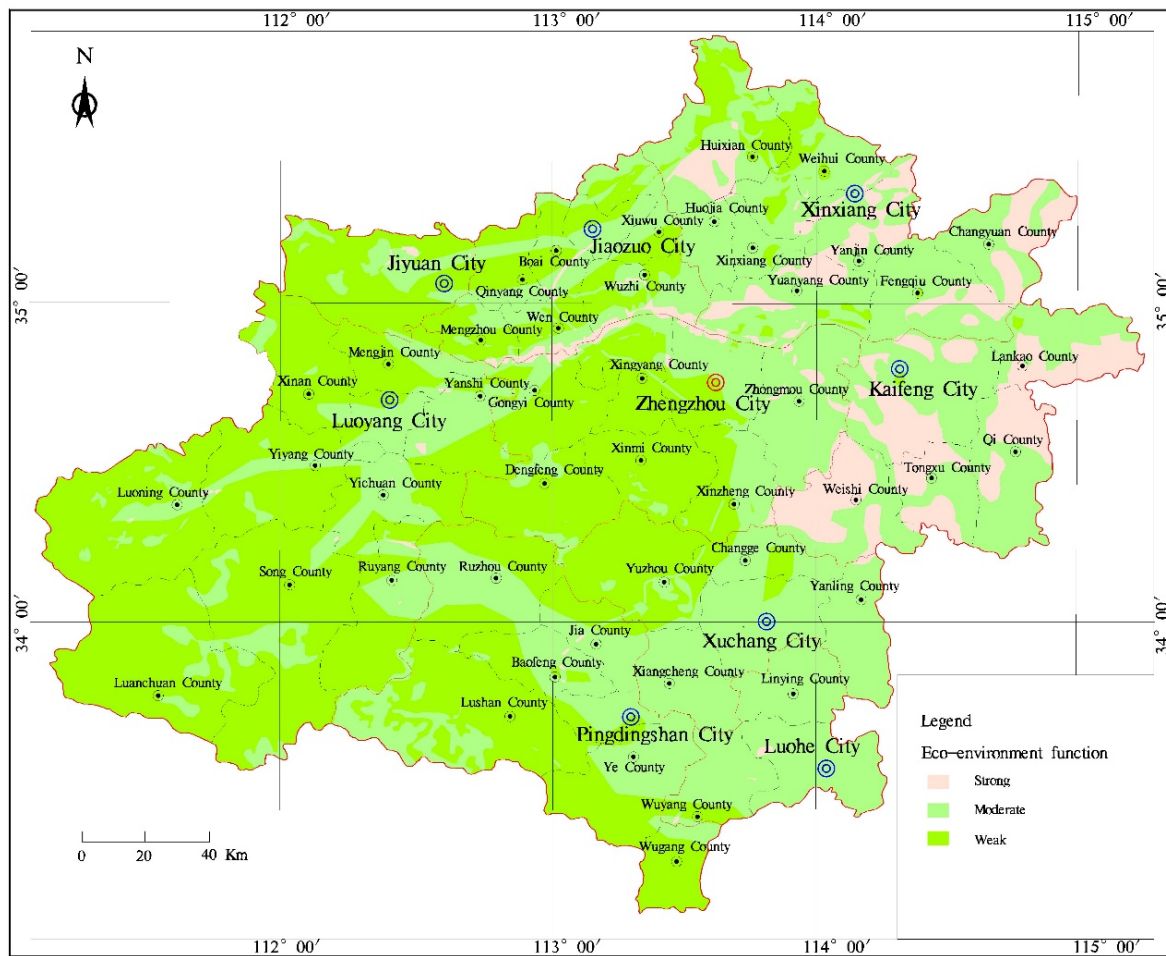 112° 00′
113° 00′
114° 00′
115° 00′
N
Huixian County
Weihui County
Xinxiang City
Huojia County
Xiuwu County
Jiaozuo City
Changyuan County
Boai County
Xinxiang County
Yanjin County
Jiyuan City
Qinyang County
Wuzhi County
Yuanyang County
Fengqiu County
35° 00′
35° 00′
Wen County
Mengzhou County
Mengjin County
Xingyang County
Lankao County
Xinan County
Yanshi County
Gongyi County
Zhongmou County
Kaifeng City
Zhengzhou City
Luoyang City
Qi County
Yiyang County
Xinmi County
Dengfeng County
Tongxu County
Luoning County
Yichuan County
Xinzheng County
Weishi County
Changge County
Song County
Ruyang County
Ruzhou County
Yuzhou County
Yanling County
34° 00′
34° 00′
Jia County
Xuchang City
Baofeng County
Xiangcheng County
Linying County
Luanchuan County
Lushan County
Pingdingshan City
Luohe City
Ye County
Wuyang County
Wugang County
Legend
Eco-environment function
Strong
Moderate
Weak
0 20 40 Km
112° 00′
113° 00′
114° 00′
115° 00′